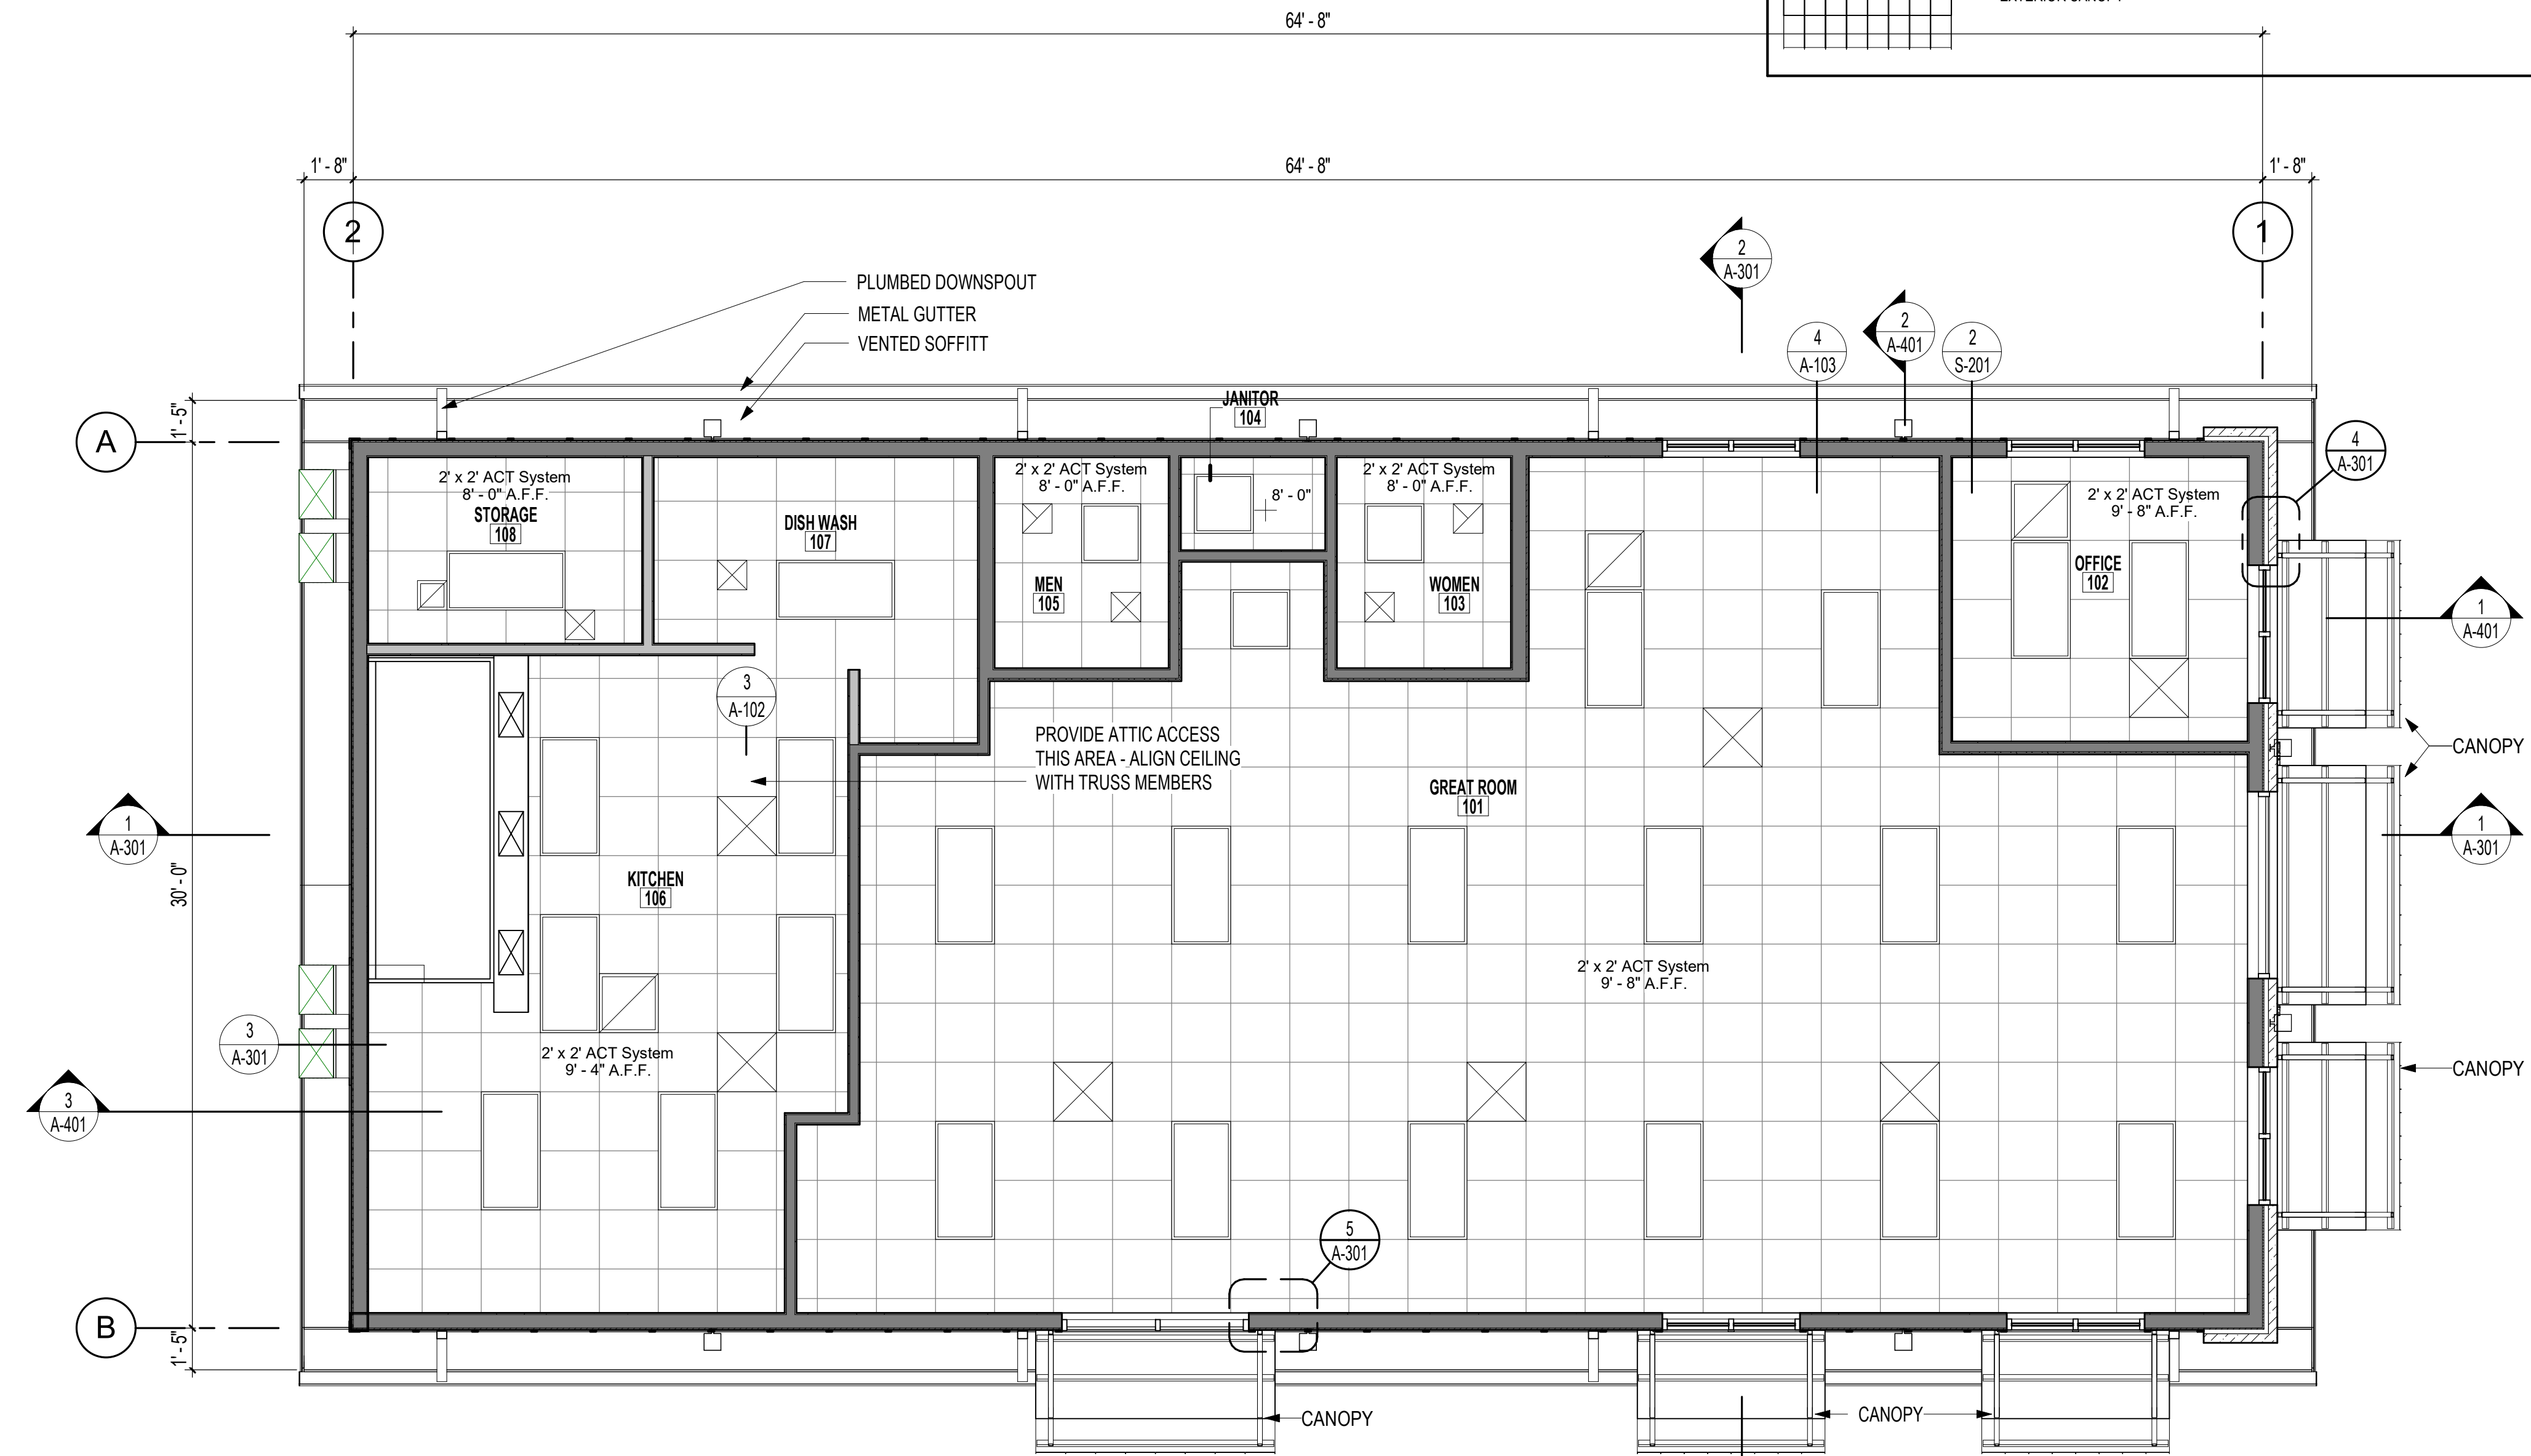 64' - 8"
1' - 8"
64' - 8"
1' - 8"
2
1
2
A-301
PLUMBED DOWNSPOUT
METAL GUTTER
VENTED SOFFITT
4
A-103
2
A-401
2
S-201
1' - 5"
A
JANITOR
104
4
A-301
2' x 2' ACT System
8' - 0" A.F.F.
STORAGE
108
DISH WASH
107
2' x 2' ACT System
8' - 0" A.F.F.
MEN
105
8' - 0"
2' x 2' ACT System
8' - 0" A.F.F.
WOMEN
103
2' x 2' ACT System
9' - 8" A.F.F.
OFFICE
102
1
A-401
3
A-102
PROVIDE ATTIC ACCESS
THIS AREA - ALIGN CEILING
WITH TRUSS MEMBERS
CANOPY
GREAT ROOM
101
1
A-301
1
A-301
30' - 0"
KITCHEN
106
2' x 2' ACT System
9' - 8" A.F.F.
3
A-301
2' x 2' ACT System
9' - 4" A.F.F.
CANOPY
3
A-401
5
A-301
B
1' - 5"
CANOPY
CANOPY